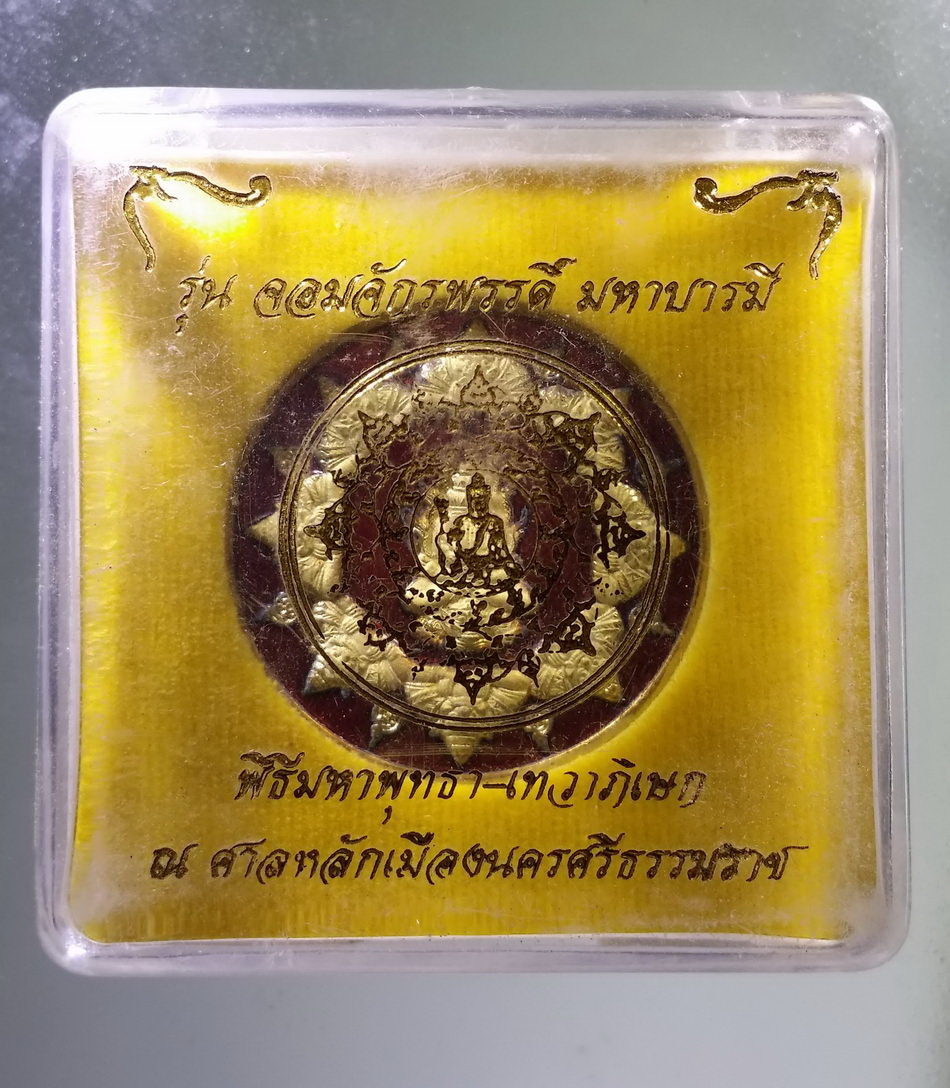 รุ่น จอมจักรพรรดิ์ มหาบารมี
พิธีมหาพุทธา-เทวาภิเษก
ณ ศาลหลักเมืองนครศรีธรรมราช